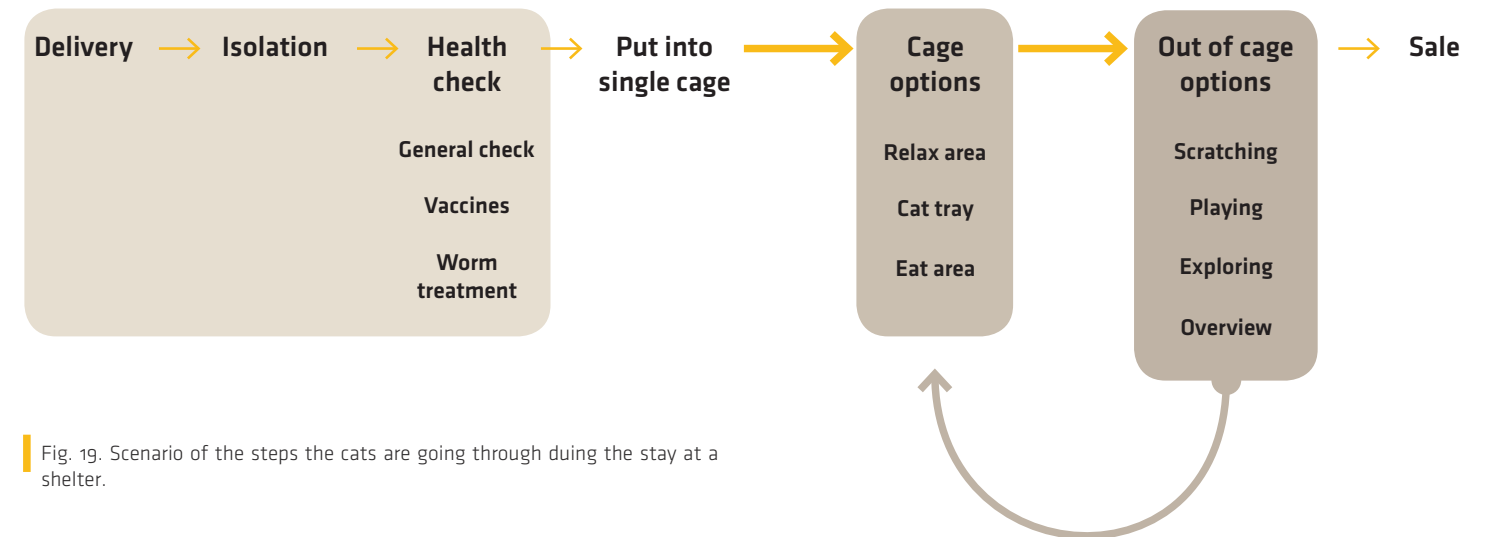 Delivery
Isolation
Health
check
General check
Vaccines
Worm
treatment
Put into
single cage
Cage
options
Relax area
Cat tray
Eat area
Out of cage
options
Scratching
Playing
Exploring
Overview
Sale
Fig. 19. Scenario of the steps the cats are going through duing the stay at a
shelter.